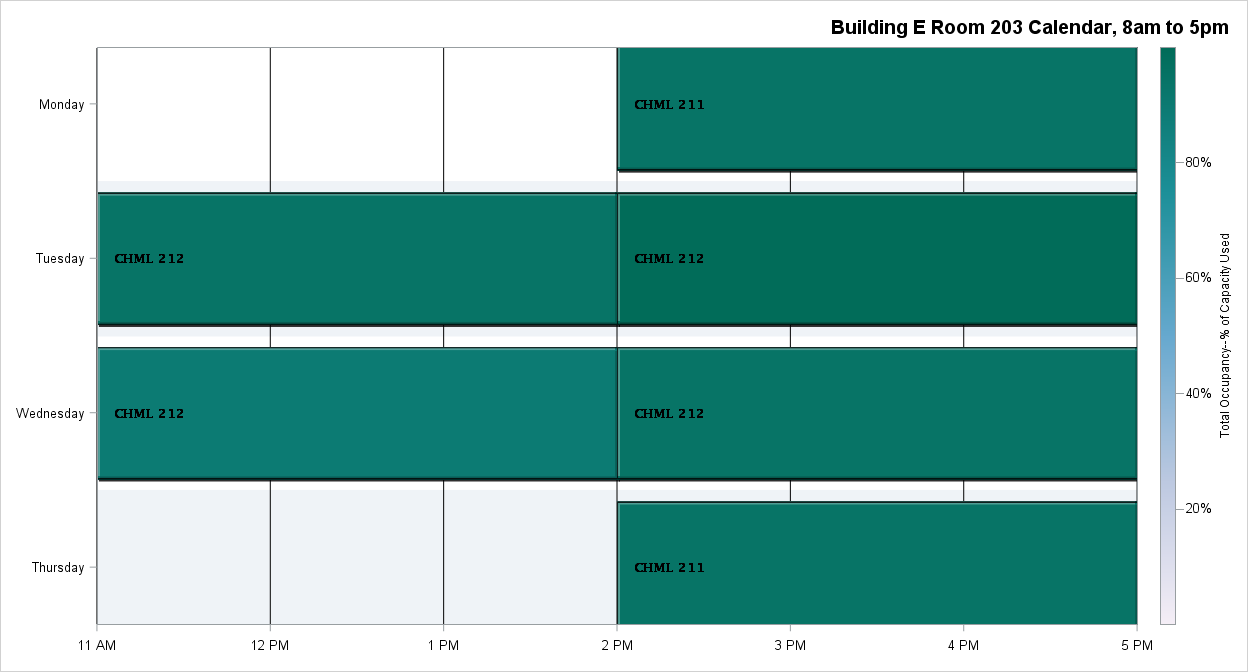 Building E Room 203 Calendar, 8am to 5pm
Monday
CHML 211
Tuesday
CHML 212
CHML 212
Wednesday
CHML 212
CHML 212
Thursday
CHML 211
11 AM
12 PM
1 PM
2 PM
3 PM
4 PM
5 PM
80%
60%
40%
20%
Total Occupancy--% of Capacity Used